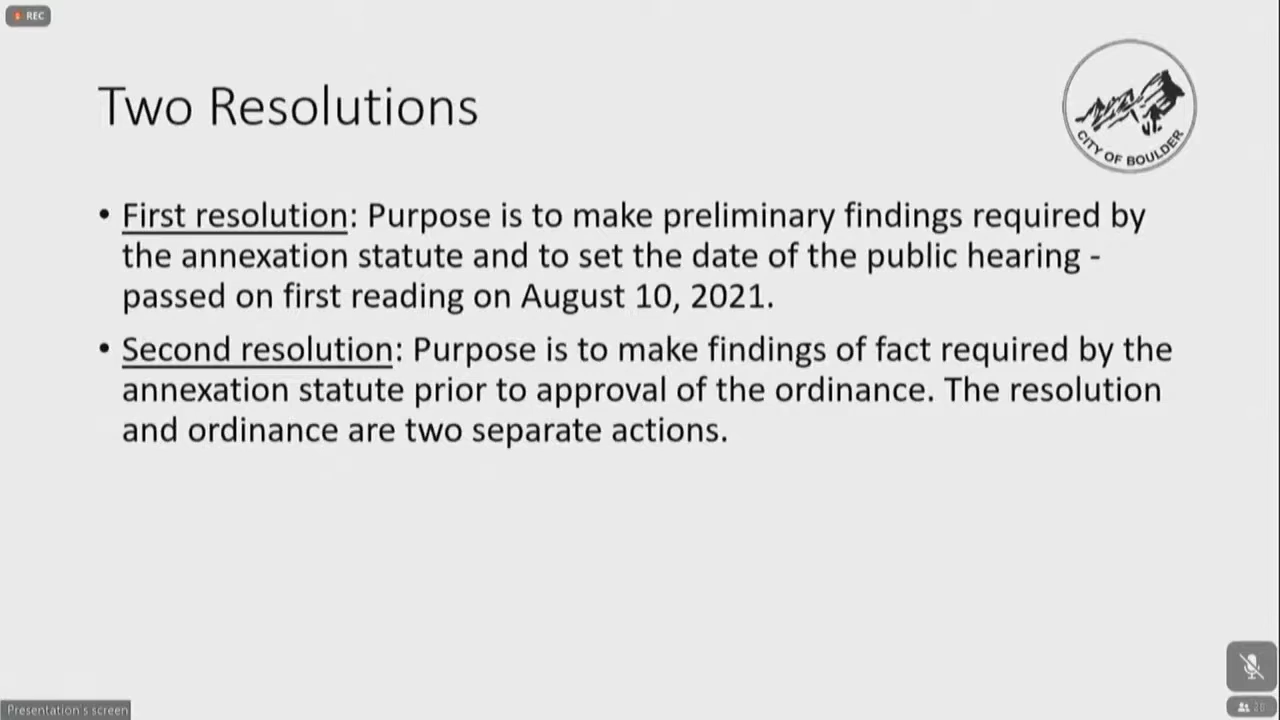 REC
Two Resolutions
CITY OF BOULDER
• First resolution: Purpose is to make preliminary findings required by
the annexation statute and to set the date of the public hearing -
passed on first reading on August 10, 2021.
• Second resolution: Purpose is to make findings of fact required by the
annexation statute prior to approval of the ordinance. The resolution
and ordinance are two separate actions.
Presentation's screen